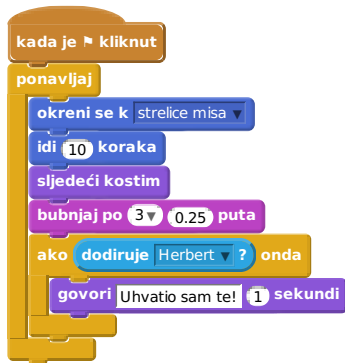 kada je ⚑ kliknut
ponavljaj
okreni se k strelice misa ▾
idi 10 koraka
sljedeći kostim
bubnjaj po 3▾ 0.25 puta
ako dodiruje Herbert ▾ ? onda
govori Uhvatio sam te! 1 sekundi